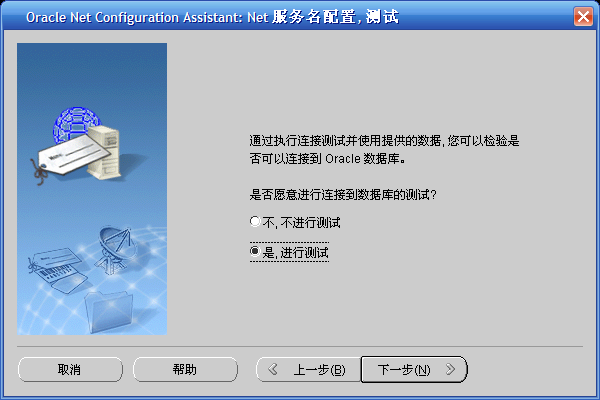 Oracle Net Configuration Assistant: Net 服务名配置, 测试
通过执行连接测试并使用提供的数据, 您可以检验是
否可以连接到 Oracle 数据库。
是否愿意进行连接到数据库的测试?
不, 不进行测试
是, 进行测试
取消 帮助 上一步(B) 下一步(N)